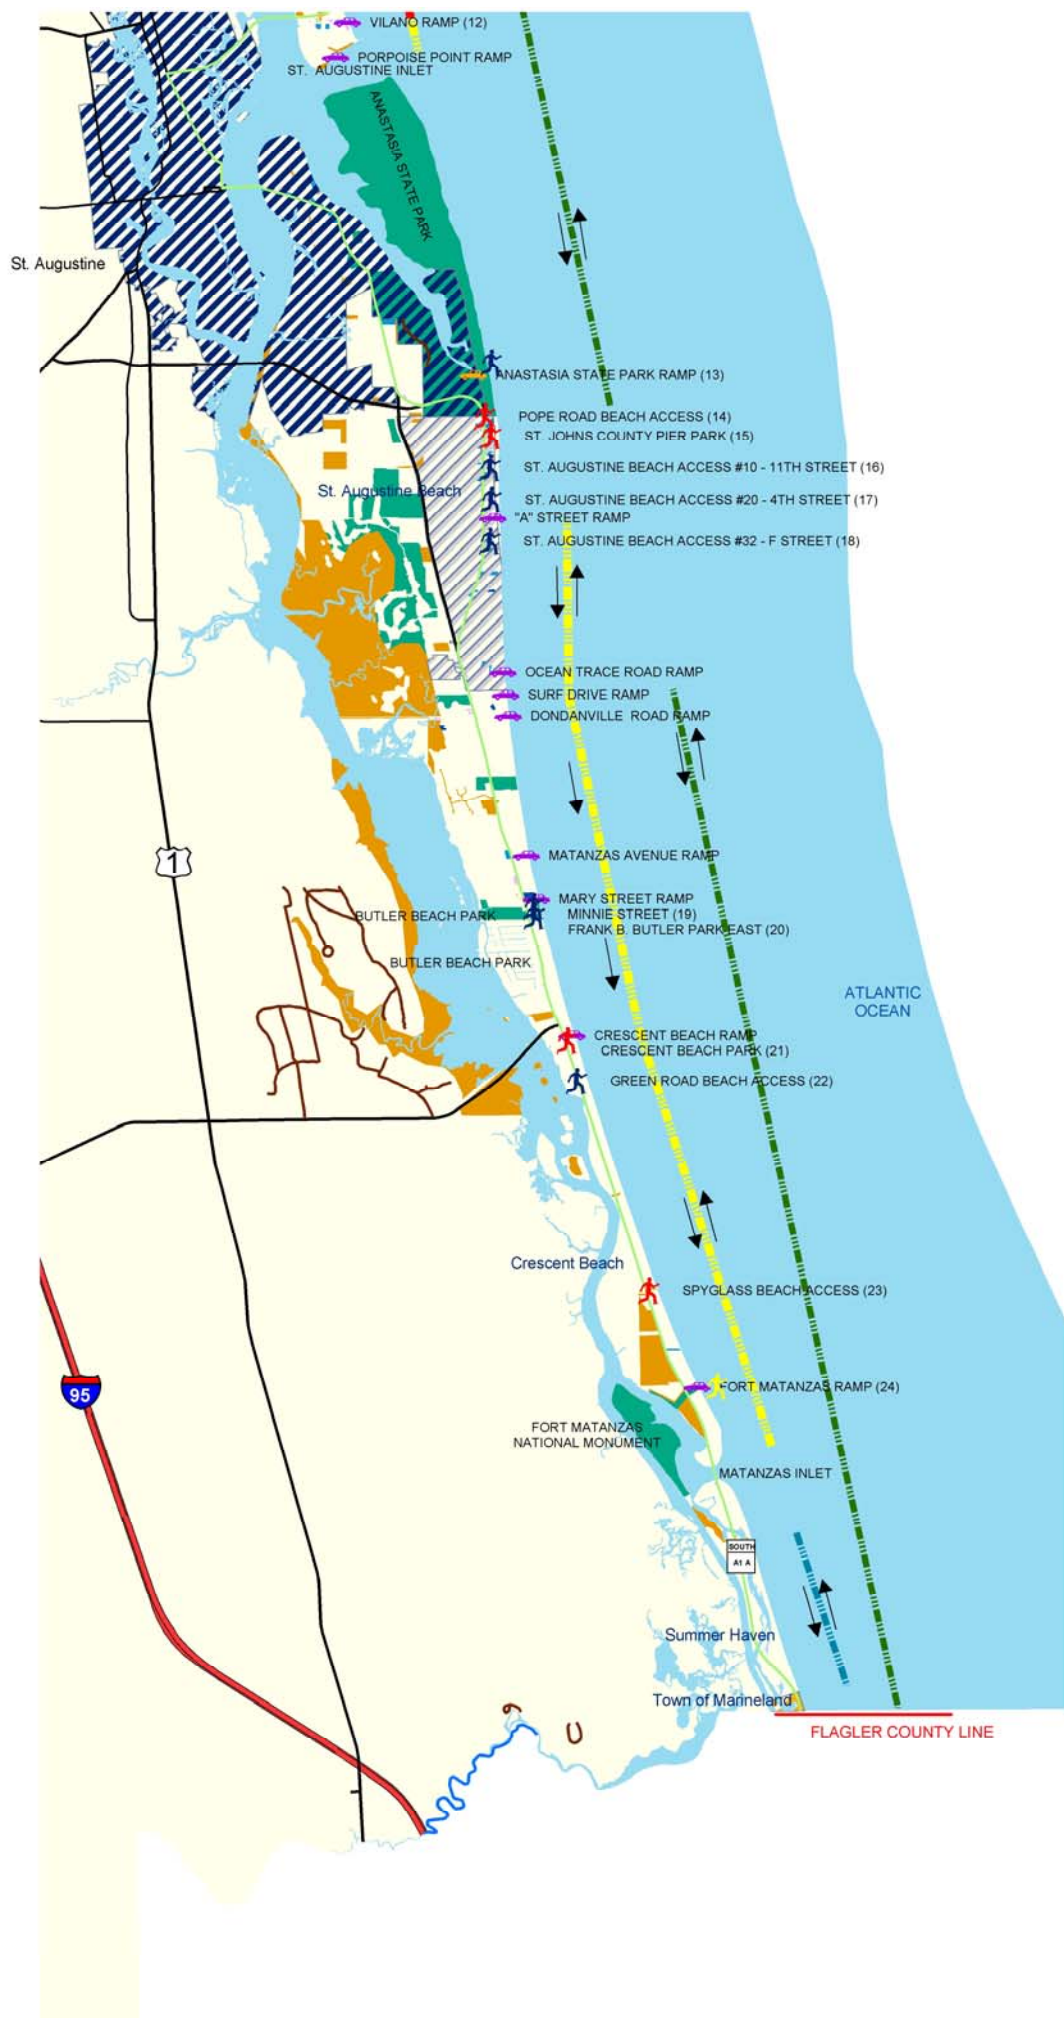 VILANO RAMP (12)
PORPOISE POINT RAMP
ST. AUGUSTINE INLET
ANASTASIA STATE PARK
St. Augustine
ANASTASIA STATE PARK RAMP (13)
POPE ROAD BEACH ACCESS (14)
ST. JOHNS COUNTY PIER PARK (15)
ST. AUGUSTINE BEACH ACCESS #10 - 11TH STREET (16)
St. Augustine Beach
ST. AUGUSTINE BEACH ACCESS #20 - 4TH STREET (17)
"A" STREET RAMP
ST. AUGUSTINE BEACH ACCESS #32 - F STREET (18)
OCEAN TRACE ROAD RAMP
SURF DRIVE RAMP
DONDANVILLE ROAD RAMP
MATANZAS AVENUE RAMP
1
MARY STREET RAMP
MINNIE STREET (19)
BUTLER BEACH PARK
FRANK B. BUTLER PARK EAST (20)
BUTLER BEACH PARK
ATLANTIC
OCEAN
CRESCENT BEACH RAMP
CRESCENT BEACH PARK (21)
GREEN ROAD BEACH ACCESS (22)
Crescent Beach
SPYGLASS BEACH ACCESS (23)
95
FORT MATANZAS RAMP (24)
FORT MATANZAS
NATIONAL MONUMENT
MATANZAS INLET
SOUTH
A1 A
Summer Haven
Town of Marineland
FLAGLER COUNTY LINE